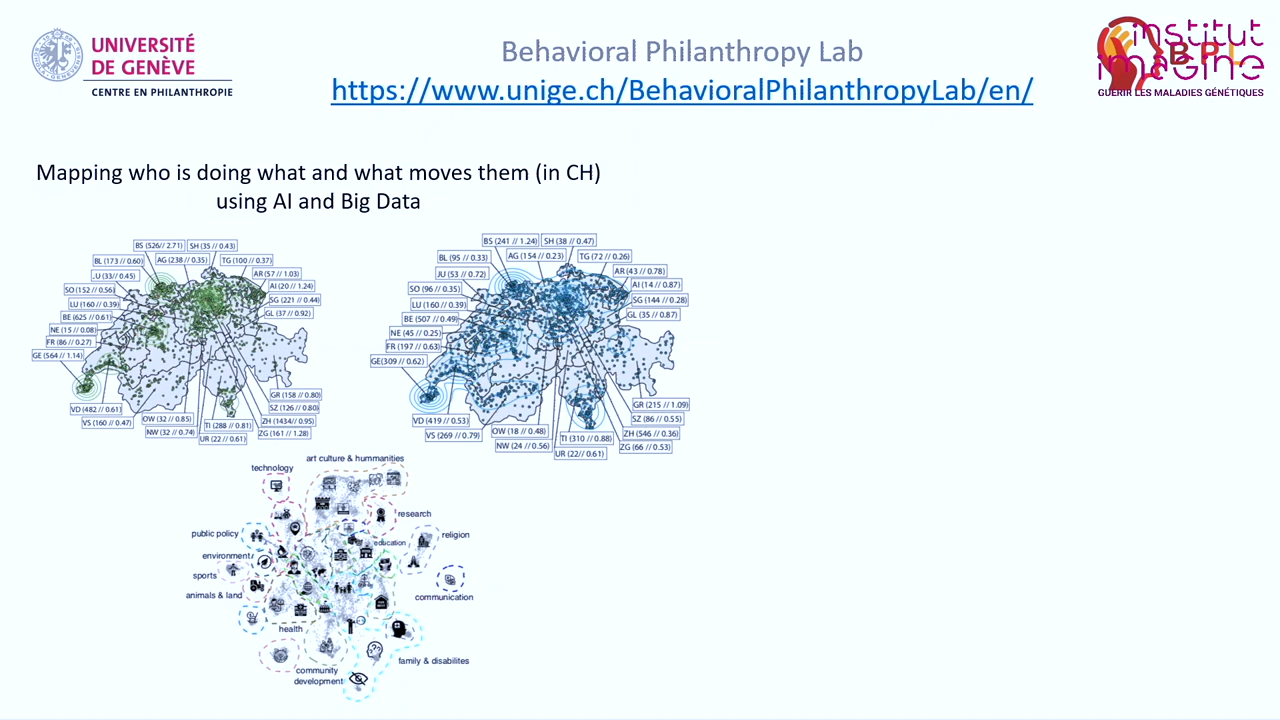 UNIVERSITÉ
DE GENÈVE
CENTRE EN PHILANTHROPIE
Behavioral Philanthropy Lab
https://www.unige.ch/BehavioralPhilanthropyLab/en/
institut
BPL
imagine
GUÉRIR LES MALADIES GÉNÉTIQUES
Mapping who is doing what and what moves them (in CH)
using AI and Big Data
BS (526// 2.71)
SH (35 // 0.43)
BL (173 // 0.60)
AG (238 // 0.35)
TG (100 // 0.37)
.U (33// 0.45)
AR (57 // 1.03)
SO (152 // 0.56)
AI (20 // 1.24)
LU (160 // 0.39)
SG (221 // 0.44)
BE (625 // 0.61)
GL (37 // 0.92)
NE (15 // 0.08)
FR (86 // 0.27)
GE (564 // 1.14)
GR (158 // 0.80)
VD (482 // 0.61)
SZ (126 // 0.80)
VS (160 // 0.47)
OW (32 // 0.85)
TI (288 // 0.81)
ZH (1434// 0.95)
NW (32 // 0.74)
UR (22 // 0.61)
ZG (161 // 1.28)
BS (241 // 1.24)
SH (38 // 0.47)
BL (95 // 0.33)
AG (154 // 0.23)
TG (72 // 0.26)
JU (53 // 0.72)
AR (43 // 0.78)
SO (96 // 0.35)
AI (14 // 0.87)
LU (160 // 0.39)
SG (144 // 0.28)
BE (507 // 0.49)
GL (35 // 0.87)
NE (45 // 0.25)
FR (197 // 0.63)
GE(309 // 0.62)
GR (215 // 1.09)
VD (419 // 0.53)
SZ (86 // 0.55)
VS (269 // 0.79)
OW (18 // 0.48)
TI (310 // 0.88)
ZH (546 // 0.36)
NW (24 // 0.56)
UR (22// 0.61)
ZG (66 // 0.53)
art culture & hummanities
technology
research
public policy
religion
education
environment
sports
animals & land
communication
health
family & disabilites
community
development